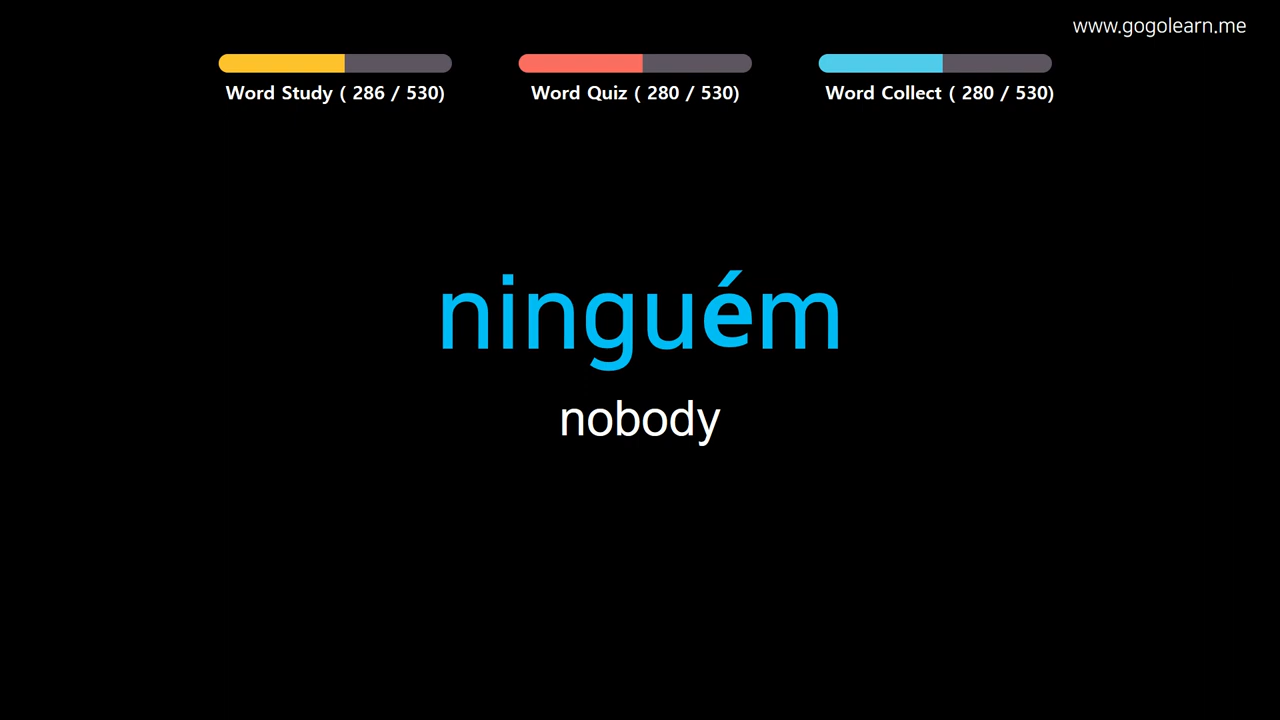 www.gogolearn.me
Word Study ( 286 / 530)
Word Quiz ( 280 / 530)
Word Collect ( 280 / 530)
ninguém
nobody